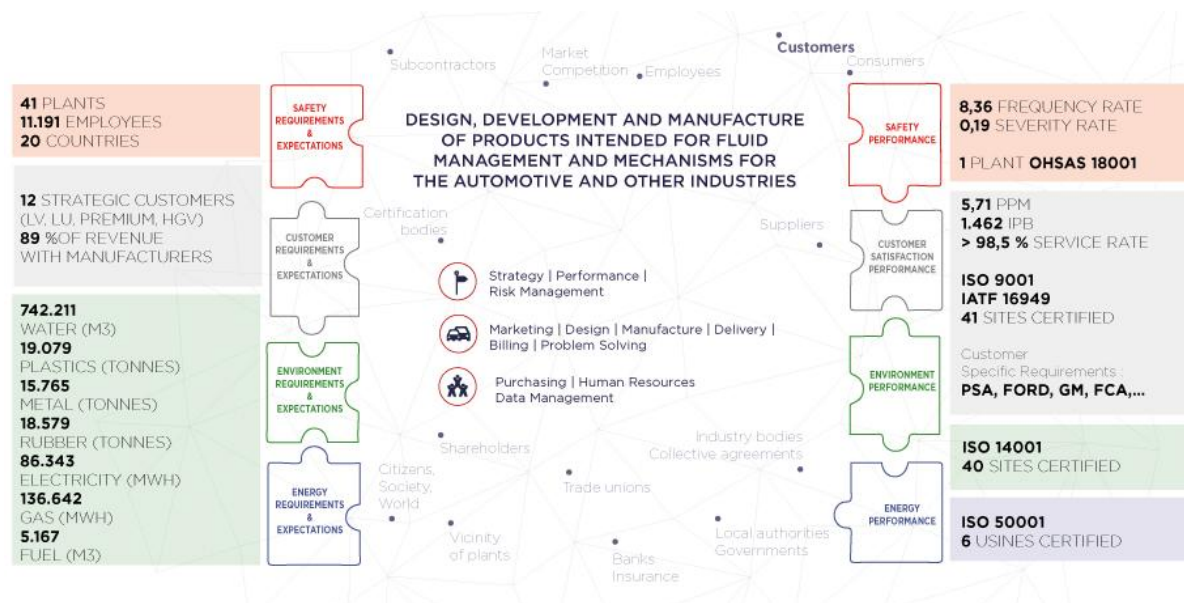 Subcontractors
Market
Competition
Employees
Customers
Consumers
41 PLANTS
11.191 EMPLOYEES
20 COUNTRIES
SAFETY
REQUIREMENTS
&
EXPECTATIONS
DESIGN, DEVELOPMENT AND MANUFACTURE
OF PRODUCTS INTENDED FOR FLUID
MANAGEMENT AND MECHANISMS FOR
THE AUTOMOTIVE AND OTHER INDUSTRIES
SAFETY
PERFORMANCE
8,36 FREQUENCY RATE
0,19 SEVERITY RATE
1 PLANT OHSAS 18001
12 STRATEGIC CUSTOMERS
(LV, LU, PREMIUM, HGV)
89 %OF REVENUE
WITH MANUFACTURERS
CUSTOMER
REQUIREMENTS
&
EXPECTATIONS
Certification
bodies
Suppliers
CUSTOMER
SATISFACTION
PERFORMANCE
5,71 PPM
1.462 IPB
> 98,5 % SERVICE RATE
ISO 9001
IATF 16949
41 SITES CERTIFIED
Customer
Specific Requirements :
PSA, FORD, GM, FCA,...
Strategy | Performance |
Risk Management
Marketing | Design | Manufacture | Delivery |
Billing | Problem Solving
Purchasing | Human Resources
Data Management
742.211
WATER (M3)
19.079
PLASTICS (TONNES)
15.765
METAL (TONNES)
18.579
RUBBER (TONNES)
86.343
ELECTRICITY (MWH)
136.642
GAS (MWH)
5.167
FUEL (M3)
ENVIRONMENT
REQUIREMENTS
&
EXPECTATIONS
ENVIRONMENT
PERFORMANCE
Shareholders
Industry bodies
Collective agreements
ISO 14001
40 SITES CERTIFIED
ENERGY
REQUIREMENTS
&
EXPECTATIONS
Citizens,
Society,
World
Trade unions
Vicinity
of plants
Banks
Insurance
Local authorities
Governments
ENERGY
PERFORMANCE
ISO 50001
6 USINES CERTIFIED